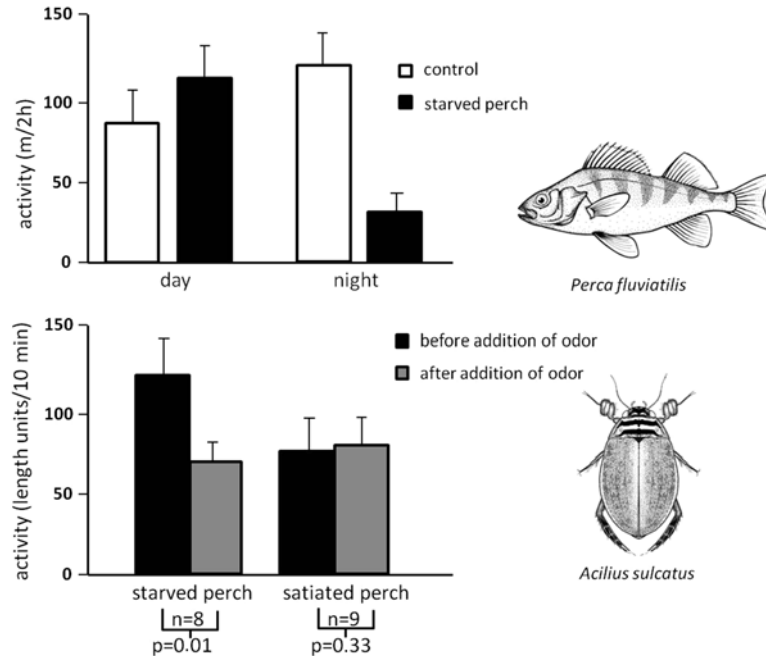 150
100
50
0
activity (m/2h)
day
night
control
starved perch
Perca fluviatilis
150
100
50
0
activity (length units/10 min)
before addition of odor
after addition of odor
starved perch
satiated perch
n=8
n=9
p=0.01
p=0.33
Acilius sulcatus